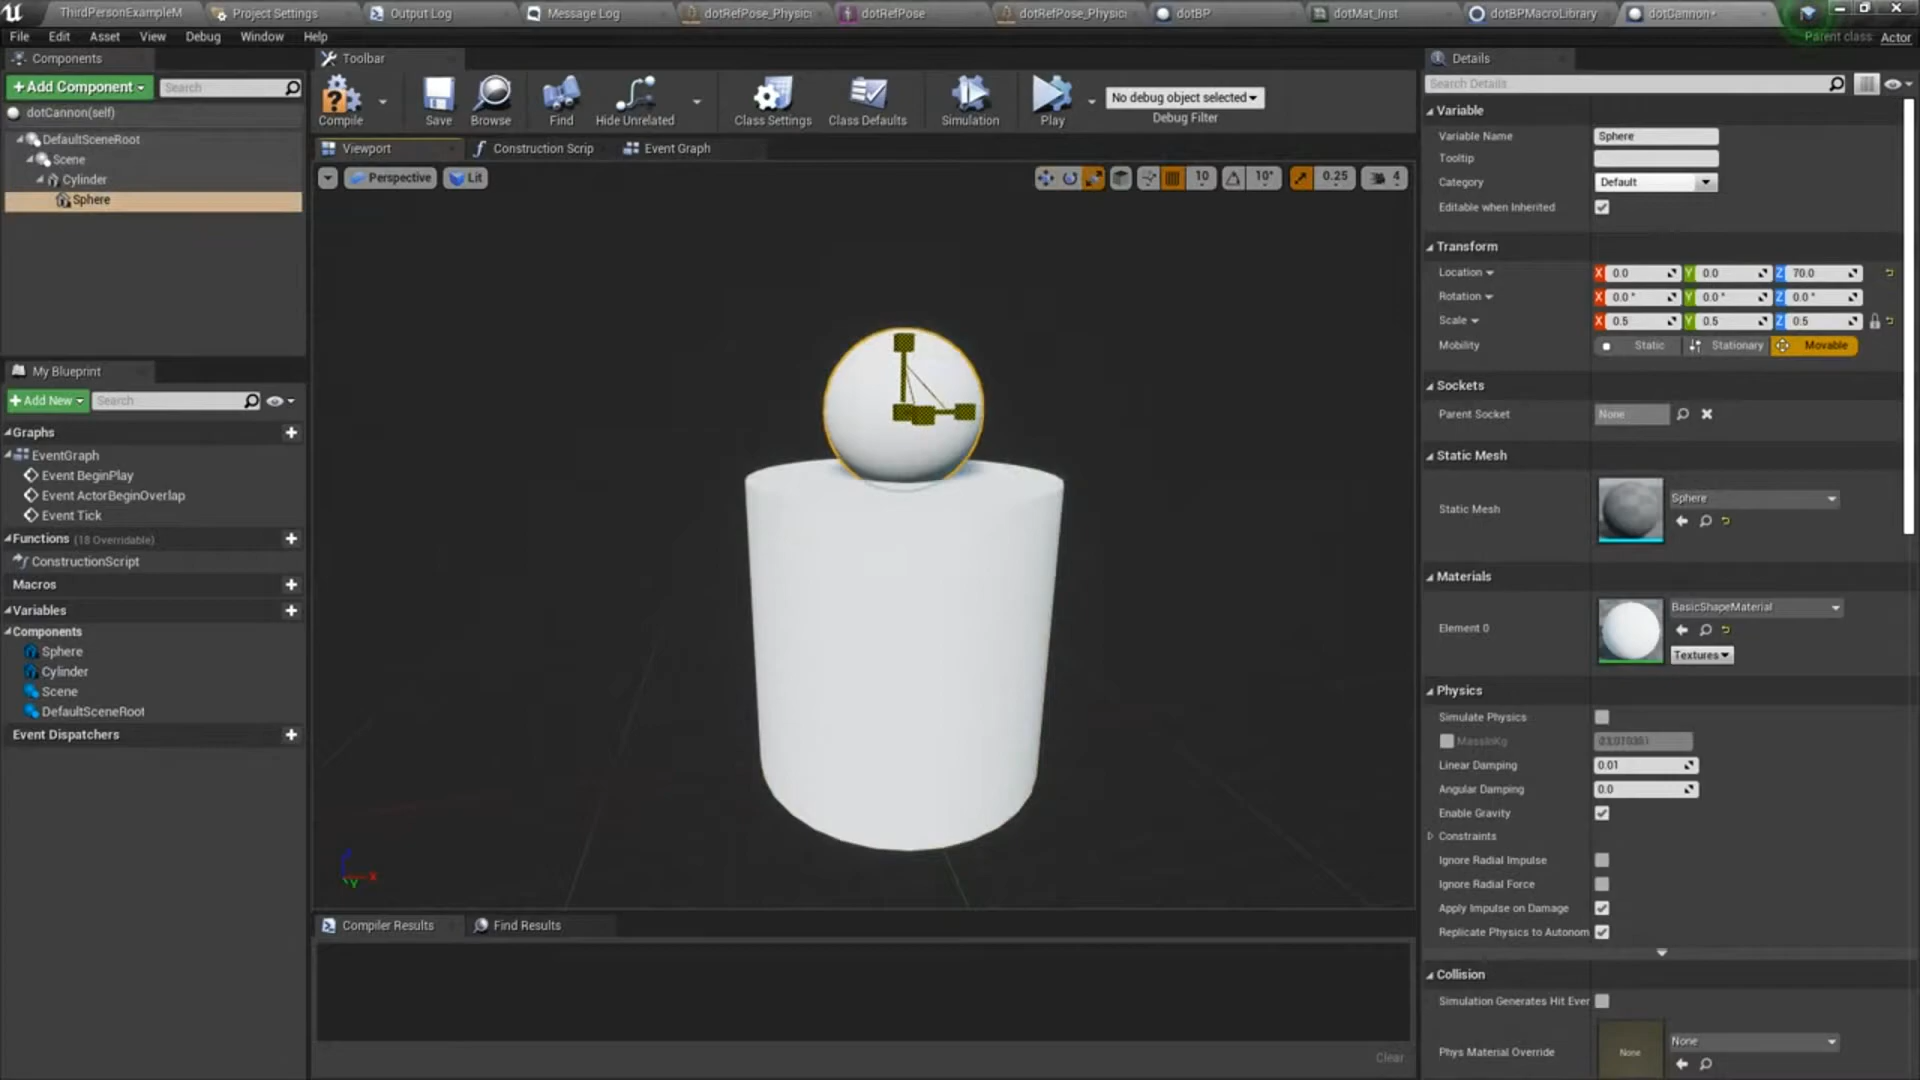 ThirdPersonExampleM
Project Settings
Output Log
Message Log
dotRefPose_Physic
dotRefPose
dotRefPose_Physic
dotBP
dotMat_Inst
dotBPMacroLibrary
dotCannon*
File Edit Asset View Debug Window Help
Parent class: Actor
Components
+Add Component
Search
dotCannon(self)
DefaultSceneRoot
Scene
Cylinder
Sphere
My Blueprint
+Add New
Search
Graphs
EventGraph
Event BeginPlay
Event ActorBeginOverlap
Event Tick
Functions (18 Overridable)
ConstructionScript
Macros
Variables
Components
Sphere
Cylinder
Scene
DefaultSceneRoot
Event Dispatchers
Toolbar
Compile
Save
Browse
Find
Hide Unrelated
Class Settings
Class Defaults
Simulation
Play
No debug object selected
Debug Filter
Viewport
Construction Scrip
Event Graph
Perspective
Lit
10
10°
0.25
4
X
Y
Compiler Results
Find Results
Clear
Details
Search Details
Variable
Variable Name Sphere
Tooltip
Category Default
Editable when Inherited
Transform
Location X 0.0 Y 0.0 Z 70.0
Rotation X 0.0 ° Y 0.0 ° Z 0.0 °
Scale X 0.5 Y 0.5 Z 0.5
Mobility Static Stationary Movable
Sockets
Parent Socket None
Static Mesh
Static Mesh Sphere
Materials
Element 0 BasicShapeMaterial
Textures
Physics
Simulate Physics
MassInKg
Linear Damping 0.01
Angular Damping 0.0
Enable Gravity
Constraints
Ignore Radial Impulse
Ignore Radial Force
Apply Impulse on Damage
Replicate Physics to Autonom
Collision
Simulation Generates Hit Ever
Phys Material Override None None